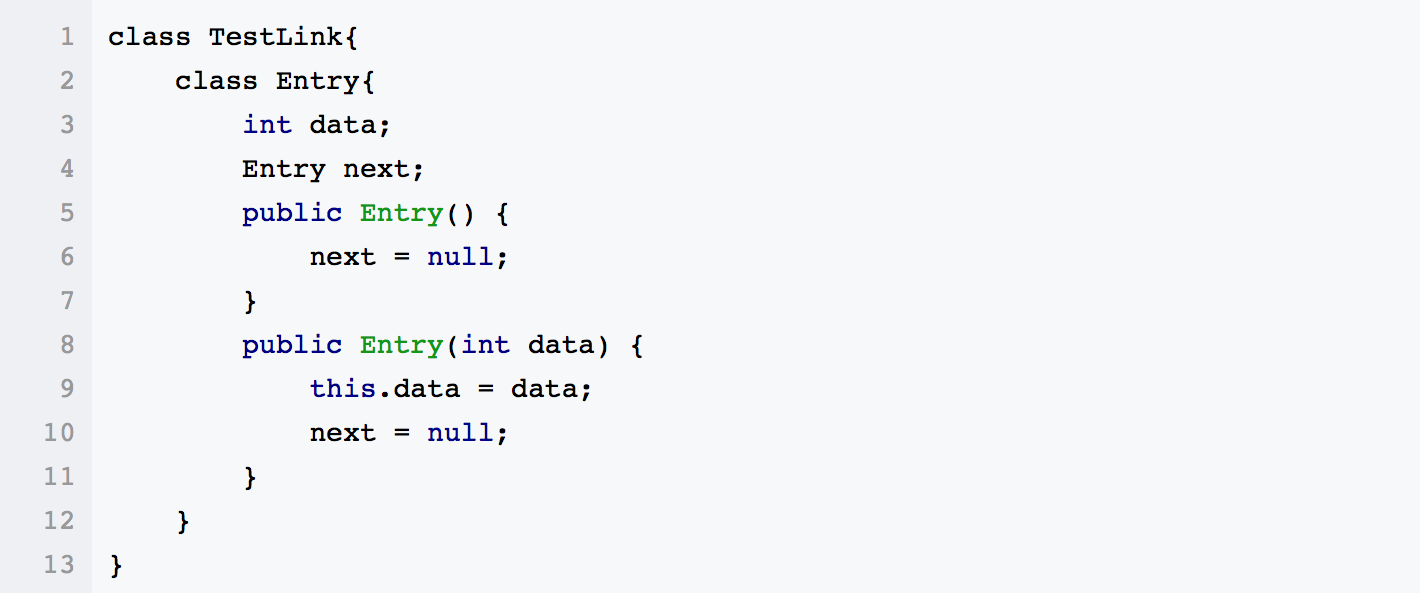 1 class TestLink{
2     class Entry{
3         int data;
4         Entry next;
5         public Entry() {
6             next = null;
7         }
8         public Entry(int data) {
9             this.data = data;
10             next = null;
11         }
12     }
13 }